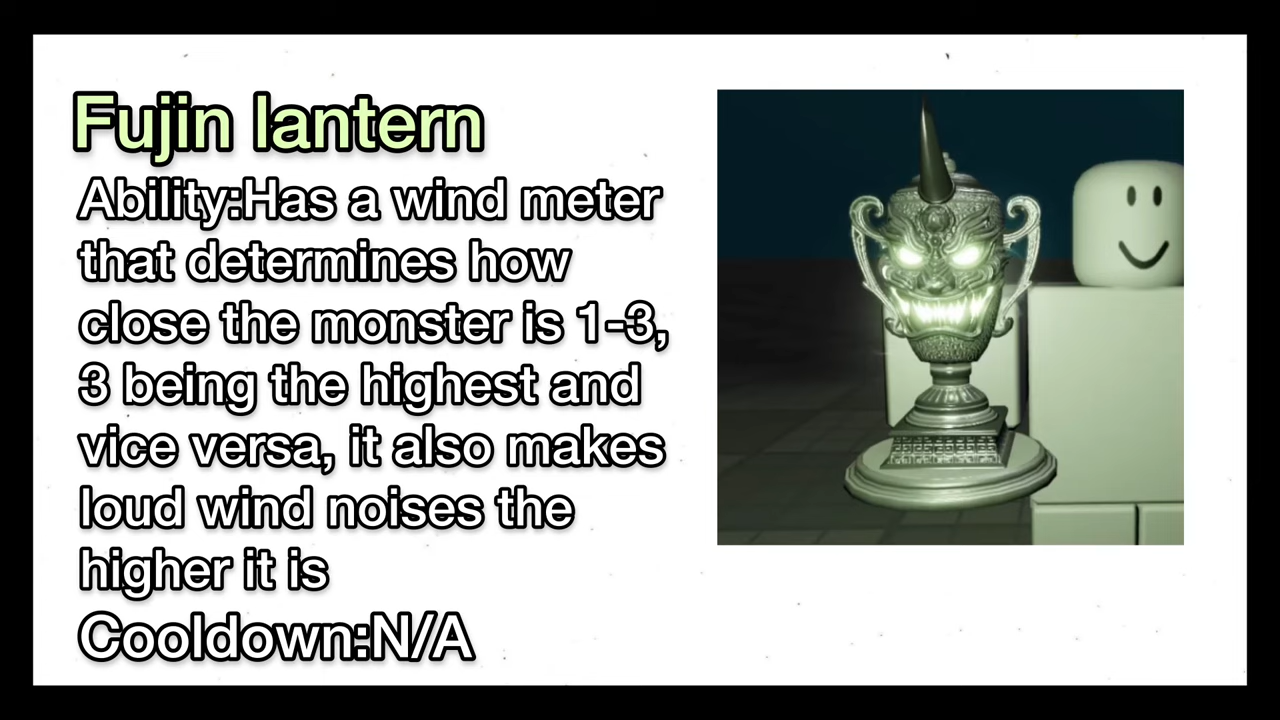 Fujin lantern
Ability:Has a wind meter
that determines how
close the monster is 1-3,
3 being the highest and
vice versa, it also makes
loud wind noises the
higher it is
Cooldown:N/A